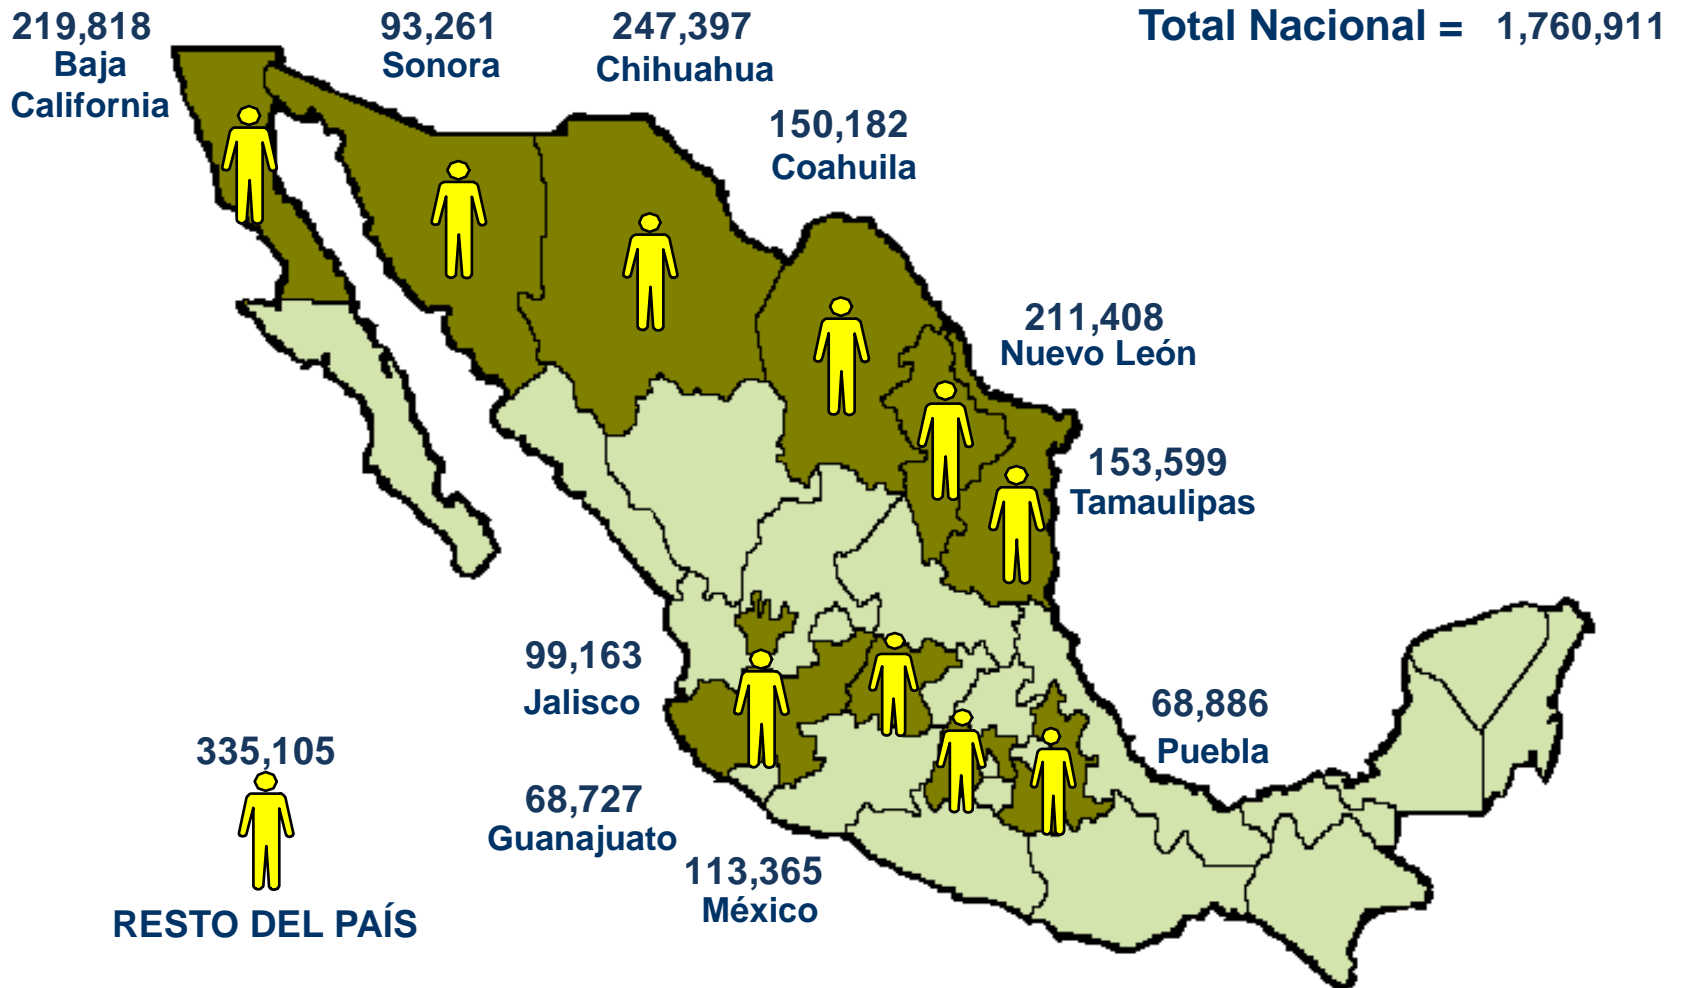 219,818
Baja
California
93,261
Sonora
247,397
Chihuahua
Total Nacional = 1,760,911
150,182
Coahuila
211,408
Nuevo León
153,599
Tamaulipas
99,163
Jalisco
68,886
Puebla
335,105
RESTO DEL PAÍS
68,727
Guanajuato
113,365
México